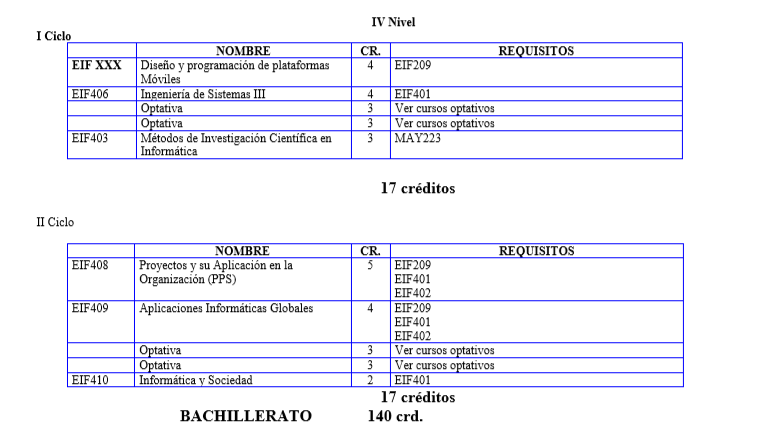 IV Nivel
I Ciclo
NOMBRE CR. REQUISITOS
EIF XXX Diseño y programación de plataformas 4 EIF209
Móviles
EIF406 Ingeniería de Sistemas III 4 EIF401
Optativa 3 Ver cursos optativos
Optativa 3 Ver cursos optativos
EIF403 Métodos de Investigación Científica en 3 MAY223
Informática
17 créditos
II Ciclo
NOMBRE CR. REQUISITOS
EIF408 Proyectos y su Aplicación en la 5 EIF209
Organización (PPS) EIF401
EIF402
EIF409 Aplicaciones Informáticas Globales 4 EIF209
EIF401
EIF402
Optativa 3 Ver cursos optativos
Optativa 3 Ver cursos optativos
EIF410 Informática y Sociedad 2 EIF401
17 créditos
BACHILLERATO 140 crd.